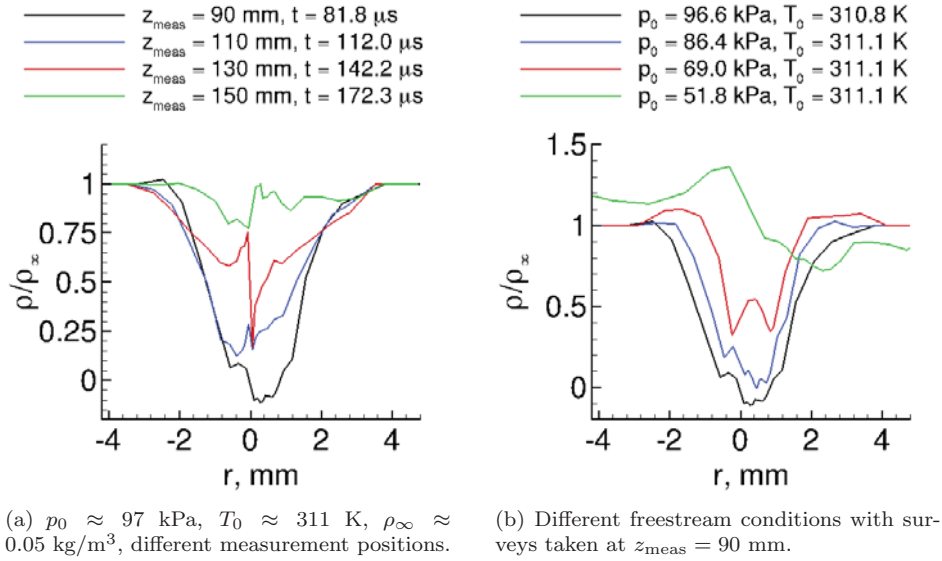 z_meas = 90 mm, t = 81.8 μs
z_meas = 110 mm, t = 112.0 μs
z_meas = 130 mm, t = 142.2 μs
z_meas = 150 mm, t = 172.3 μs
1
0.75
0.5
0.25
0
ρ/ρ_∞
-4 -2 0 2 4
r, mm
(a) p₀ ≈ 97 kPa, T₀ ≈ 311 K, ρ∞ ≈
0.05 kg/m³, different measurement positions.
p₀ = 96.6 kPa, T₀ = 310.8 K
p₀ = 86.4 kPa, T₀ = 311.1 K
p₀ = 69.0 kPa, T₀ = 311.1 K
p₀ = 51.8 kPa, T₀ = 311.1 K
1.5
1
0.5
0
ρ/ρ_∞
-4 -2 0 2 4
r, mm
(b) Different freestream conditions with sur-
veys taken at z_meas = 90 mm.